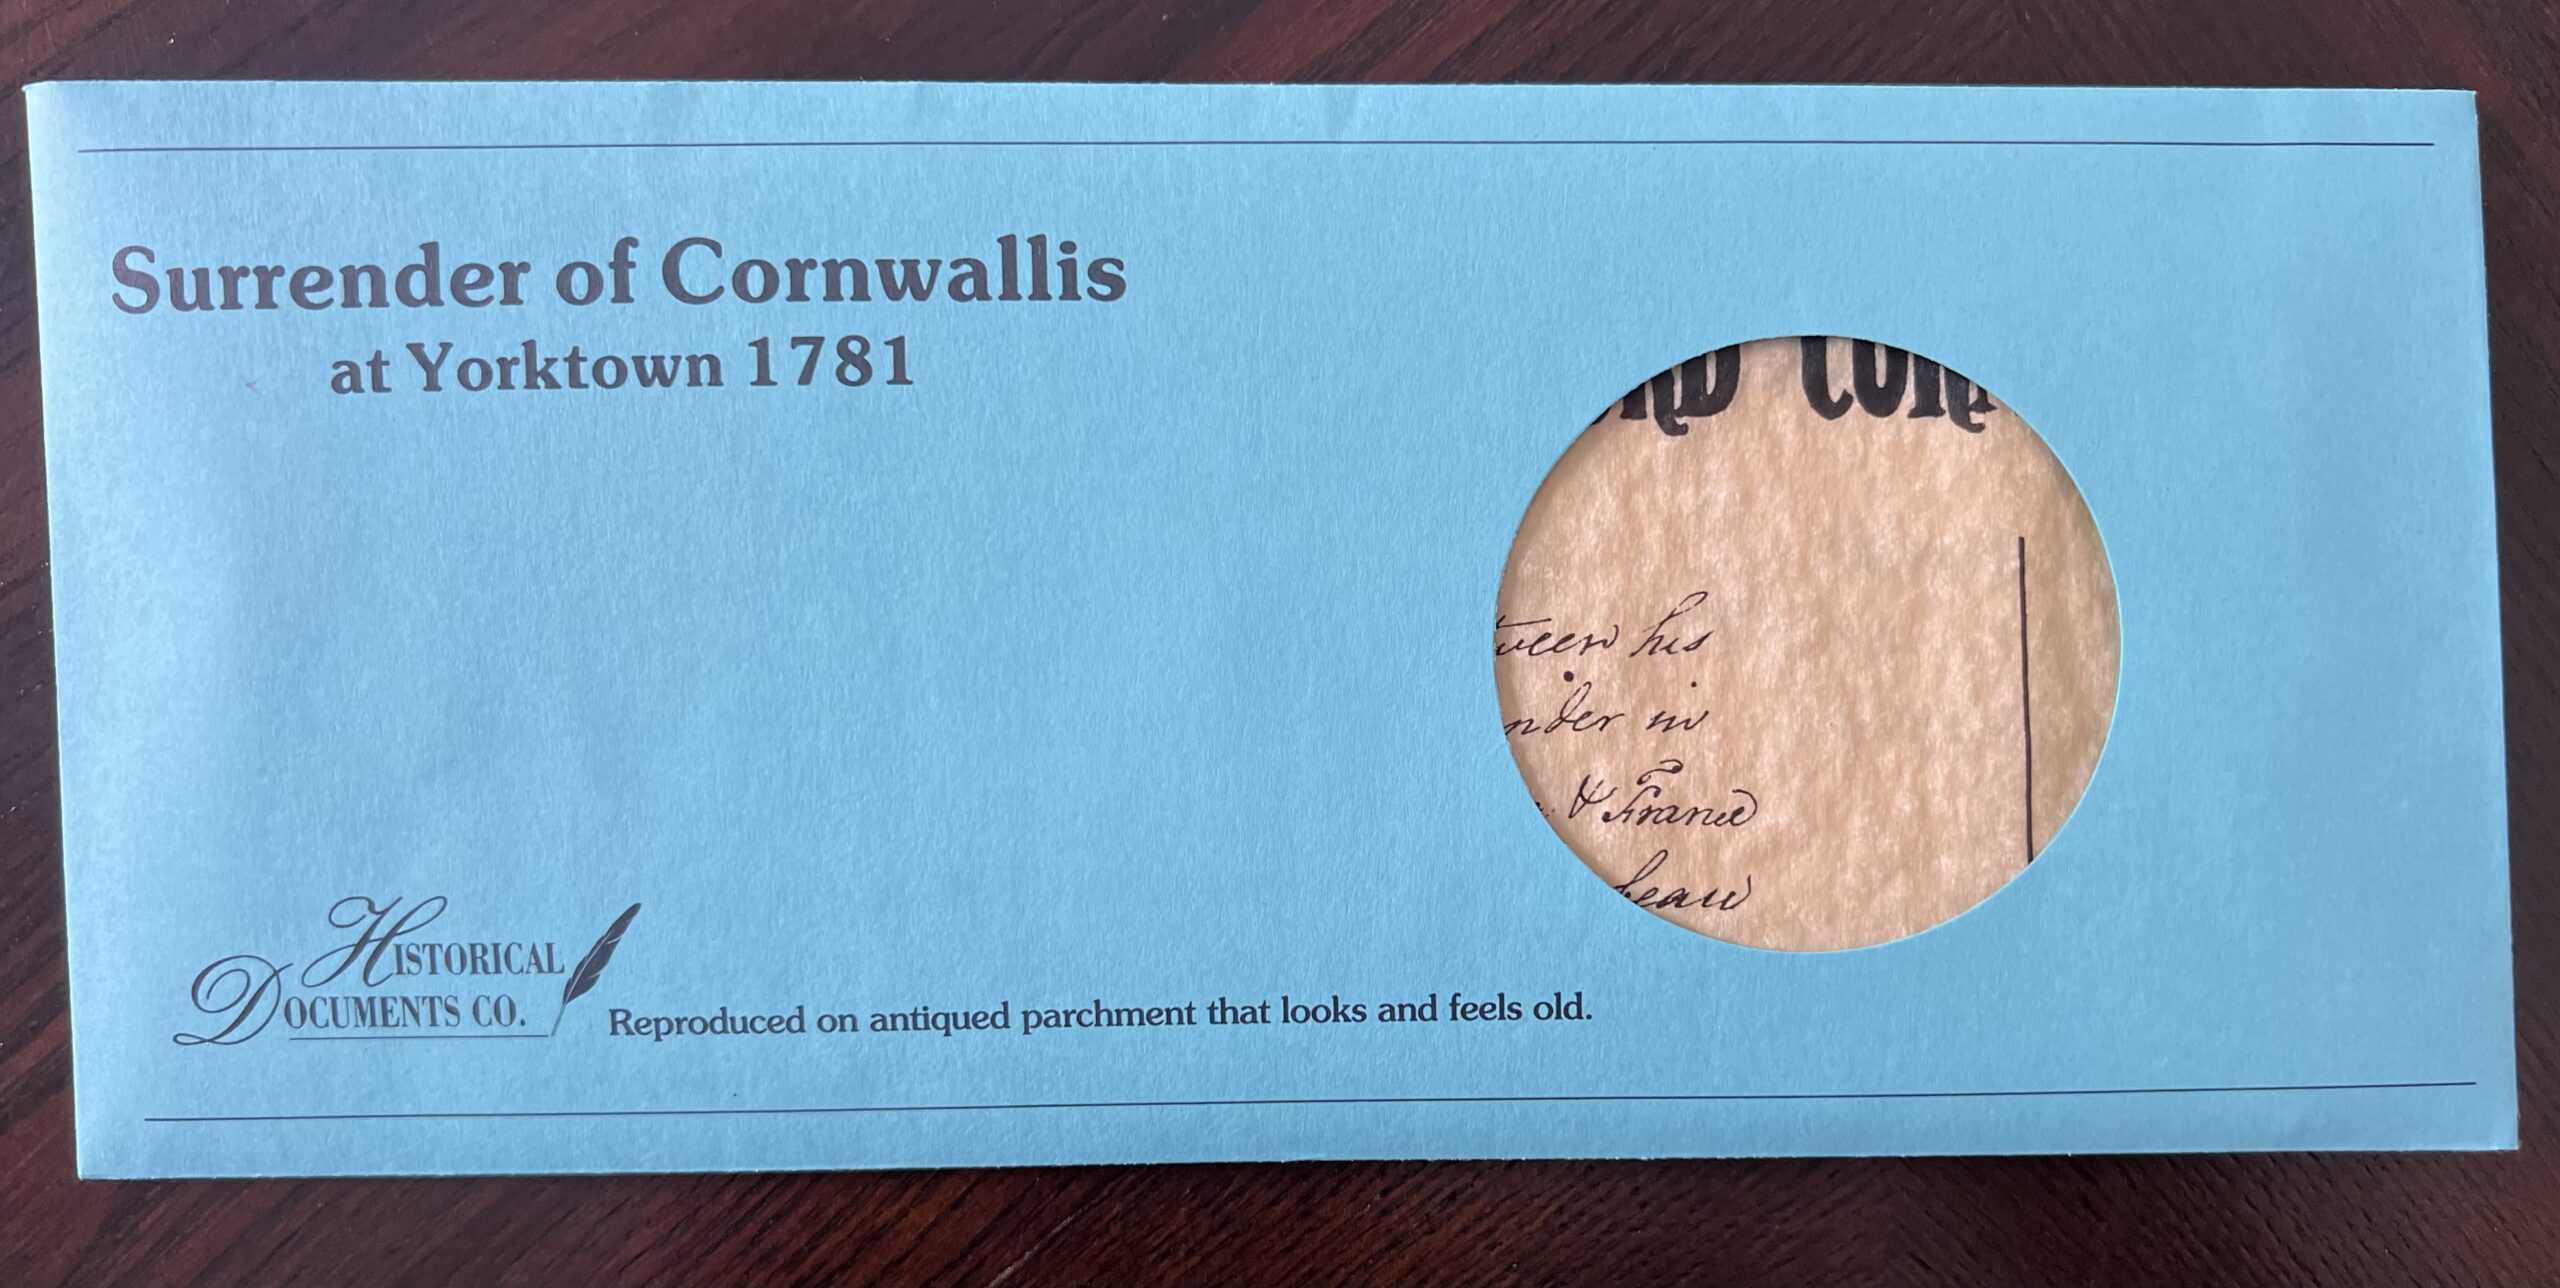 Surrender of Cornwallis
at Yorktown 1781
HISTORICAL
DOCUMENTS CO.
Reproduced on antiqued parchment that looks and feels old.
his
in
& France